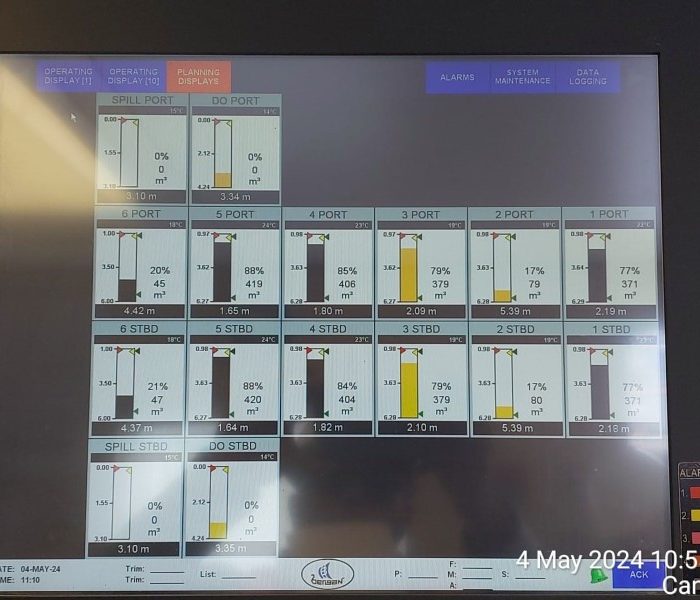 OPERATING DISPLAY [1]
OPERATING DISPLAY [10]
PLANNING DISPLAYS
ALARMS
SYSTEM MAINTENANCE
DATA LOGGING
SPILL PORT
15°C
0.00
1.55
3.10
0%
0
m³
3.10 m
DO PORT
14°C
0.00
2.12
4.24
0%
0
m³
3.34 m
6 PORT
18°C
1.00
3.50
6.00
20%
45
m³
4.42 m
5 PORT
24°C
0.97
3.62
6.27
88%
419
m³
1.65 m
4 PORT
23°C
0.98
3.63
6.28
85%
406
m³
1.80 m
3 PORT
19°C
0.97
3.62
6.27
79%
379
m³
2.09 m
2 PORT
19°C
0.98
3.63
6.28
17%
79
m³
5.39 m
1 PORT
0.98
3.63
6.28
77%
371
m³
2.19 m
6 STBD
18°C
1.00
3.50
6.00
21%
47
m³
4.37 m
5 STBD
24°C
0.97
3.62
6.27
88%
420
m³
1.64 m
4 STBD
23°C
0.98
3.63
6.28
84%
404
m³
1.82 m
3 STBD
19°C
0.98
3.63
6.28
79%
379
m³
2.10 m
2 STBD
19°C
0.98
3.63
6.28
17%
80
m³
5.39 m
1 STBD
0.98
3.63
6.28
77%
371
m³
2.18 m
SPILL STBD
15°C
0.00
1.55
3.10
0%
0
m³
3.10 m
DO STBD
14°C
0.00
2.12
4.24
0%
0
m³
3.35 m
ATE: 04-MAY-24
ME: 11:10
Trim:
Trim:
List:
P:
F:
M:
A:
S:
ACK
ALAR
1.
2.
3.
4 May 2024 10:5
Car